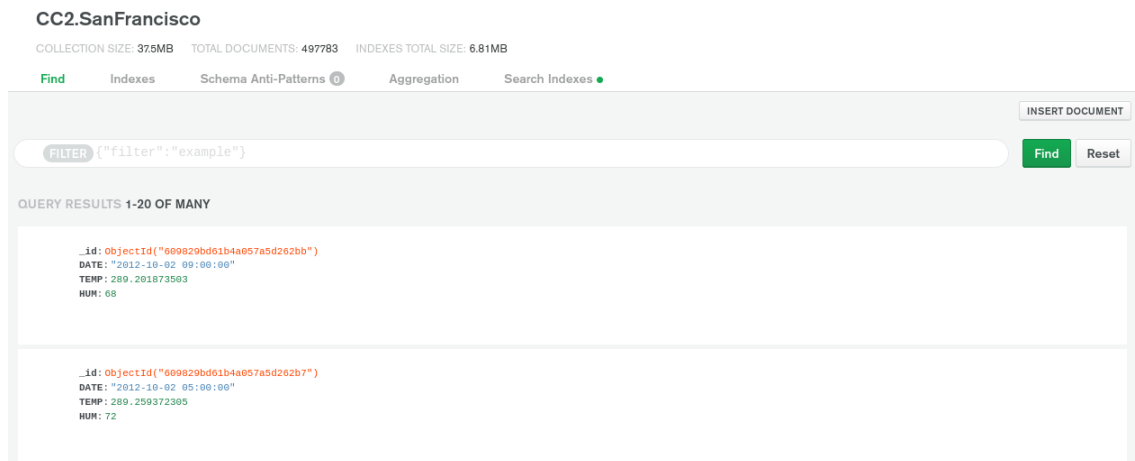 CC2.SanFrancisco
COLLECTION SIZE: 37.5MB TOTAL DOCUMENTS: 497783 INDEXES TOTAL SIZE: 6.81MB
Find Indexes Schema Anti-Patterns 0 Aggregation Search Indexes
INSERT DOCUMENT
FILTER {"filter":"example"} Find Reset
QUERY RESULTS 1-20 OF MANY
_id: ObjectId("609829bd61b4a057a5d262bb")
DATE: "2012-10-02 09:00:00"
TEMP: 289.201873503
HUM: 68
_id: ObjectId("609829bd61b4a057a5d262b7")
DATE: "2012-10-02 05:00:00"
TEMP: 289.259372305
HUM: 72